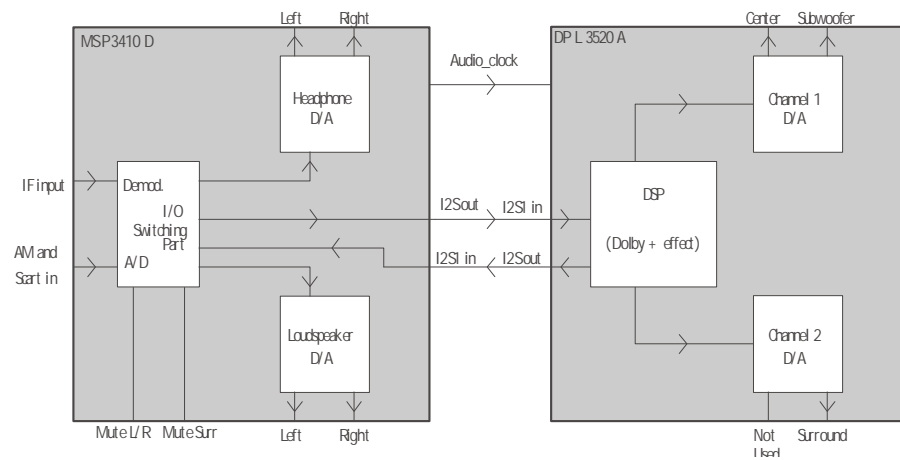 Left
Right
MSP3410 D
Headphone
D/A
Audio_clock
Center
Subwoofer
DPL 3520 A
Channel 1
D/A
IF input
Demod.
I/O
Switching
Part
A/D
AM and
Scart in
I2Sout
I2S1 in
I2S1 in
I2Sout
DSP
(Dolby + effect)
Loudspeaker
D/A
Channel 2
D/A
Mute L/R
Mute Surr
Left
Right
Not
Used
Surround